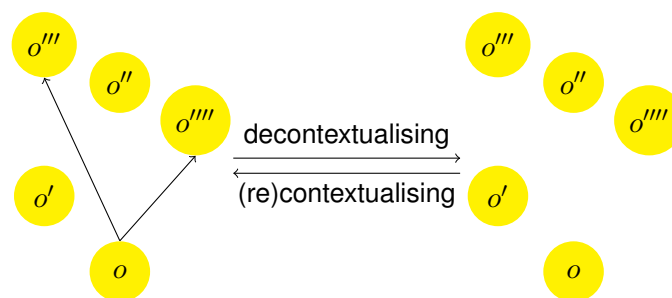 o′′′
o′′
o′′′′
o′
o
decontextualising
(re)contextualising
o′′′
o′′
o′′′′
o′
o